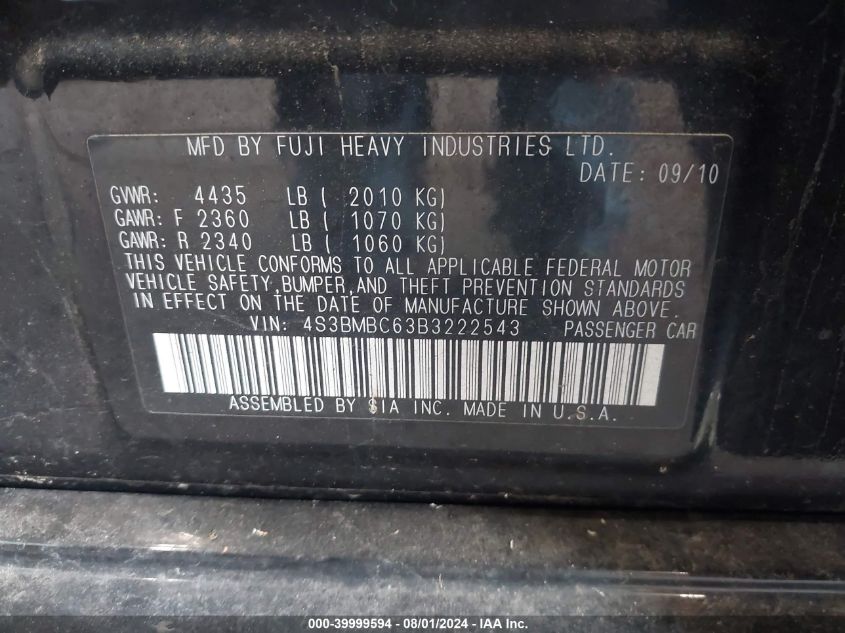 MFD BY FUJI HEAVY INDUSTRIES LTD.
DATE: 09/10
GVWR: 4435 LB ( 2010 KG)
GAWR: F 2360 LB ( 1070 KG)
GAWR: R 2340 LB ( 1060 KG)
THIS VEHICLE CONFORMS TO ALL APPLICABLE FEDERAL MOTOR
VEHICLE SAFETY, BUMPER, AND THEFT PREVENTION STANDARDS
IN EFFECT ON THE DATE OF MANUFACTURE SHOWN ABOVE.
VIN: 4S3BMBC63B3222543 PASSENGER CAR
ASSEMBLED BY SIA INC. MADE IN U.S.A.
000-39999594 - 08/01/2024 - IAA Inc.